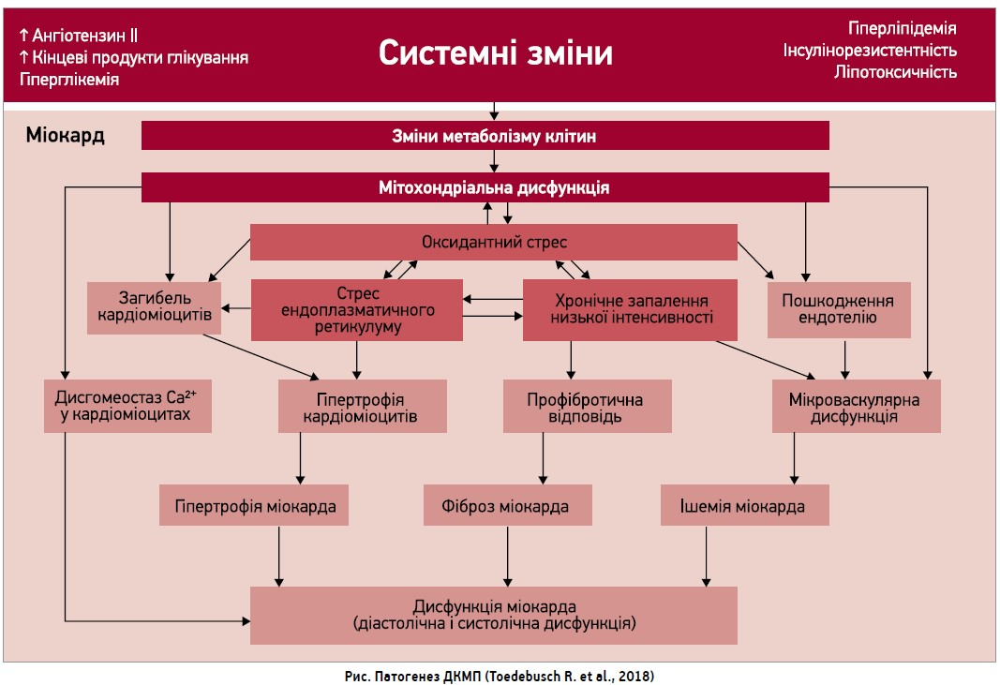 ↑ Ангіотензин II
↑ Кінцеві продукти глікування
Гіперглікемія
Системні зміни
Гіперліпідемія
Інсулінорезистентність
Ліпотоксичність
Міокард
Зміни метаболізму клітин
Мітохондріальна дисфункція
Оксидантний стрес
Загибель
кардіоміоцитів
Стрес
ендоплазматичного
ретикулуму
Хронічне запалення
низької інтенсивності
Пошкодження
ендотелію
Дисгомеостаз Ca²⁺
у кардіоміоцитах
Гіпертрофія
кардіоміоцитів
Профібротична
відповідь
Мікроваскулярна
дисфункція
Гіпертрофія міокарда
Фіброз міокарда
Ішемія міокарда
Дисфункція міокарда
(діастолічна і систолічна дисфункція)
Рис. Патогенез ДКМП (Toedebusch R. et al., 2018)